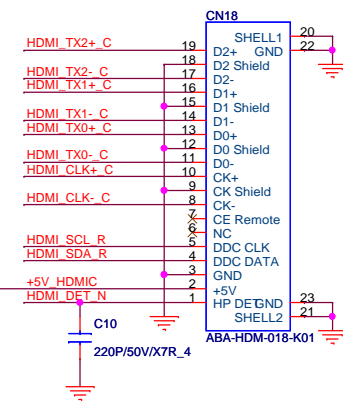 CN18
SHELL1 20
HDMI_TX2+_C 19 D2+ GND 22
18 D2 Shield
HDMI_TX2-_C 17 D2-
HDMI_TX1+_C 16 D1+
15 D1 Shield
HDMI_TX1-_C 14 D1-
HDMI_TX0+_C 13 D0+
12 D0 Shield
HDMI_TX0-_C 11 D0-
HDMI_CLK+_C 10 CK+
9 CK Shield
HDMI_CLK-_C 8 CK-
7 CE Remote
6 NC
HDMI_SCL_R 5 DDC CLK
HDMI_SDA_R 4 DDC DATA
3 GND
+5V_HDMIC 2 +5V
HDMI_DET_N 1 HP DET GND 23
SHELL2 21
C10
ABA-HDM-018-K01
220P/50V/X7R_4